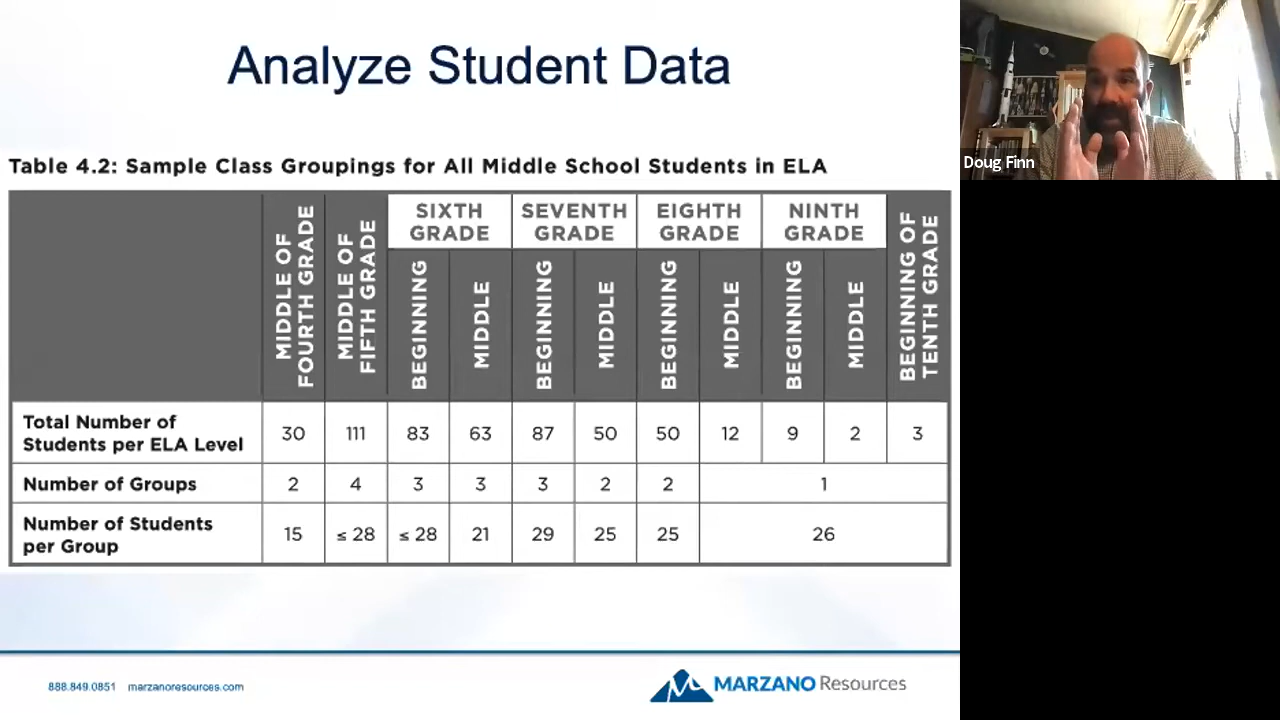 Analyze Student Data
Doug Finn
Table 4.2: Sample Class Groupings for All Middle School Students in ELA
MIDDLE OF
FOURTH GRADE
MIDDLE OF
FIFTH GRADE
SIXTH
GRADE
SEVENTH
GRADE
EIGHTH
GRADE
NINTH
GRADE
BEGINNING OF
TENTH GRADE
BEGINNING
MIDDLE
BEGINNING
MIDDLE
BEGINNING
MIDDLE
BEGINNING
MIDDLE
Total Number of
Students per ELA Level
30 111 83 63 87 50 50 12 9 2 3
Number of Groups 2 4 3 3 3 2 2 1
Number of Students
per Group
15 ≤ 28 ≤ 28 21 29 25 25 26
888.849.0851 marzanoresources.com
MARZANO Resources